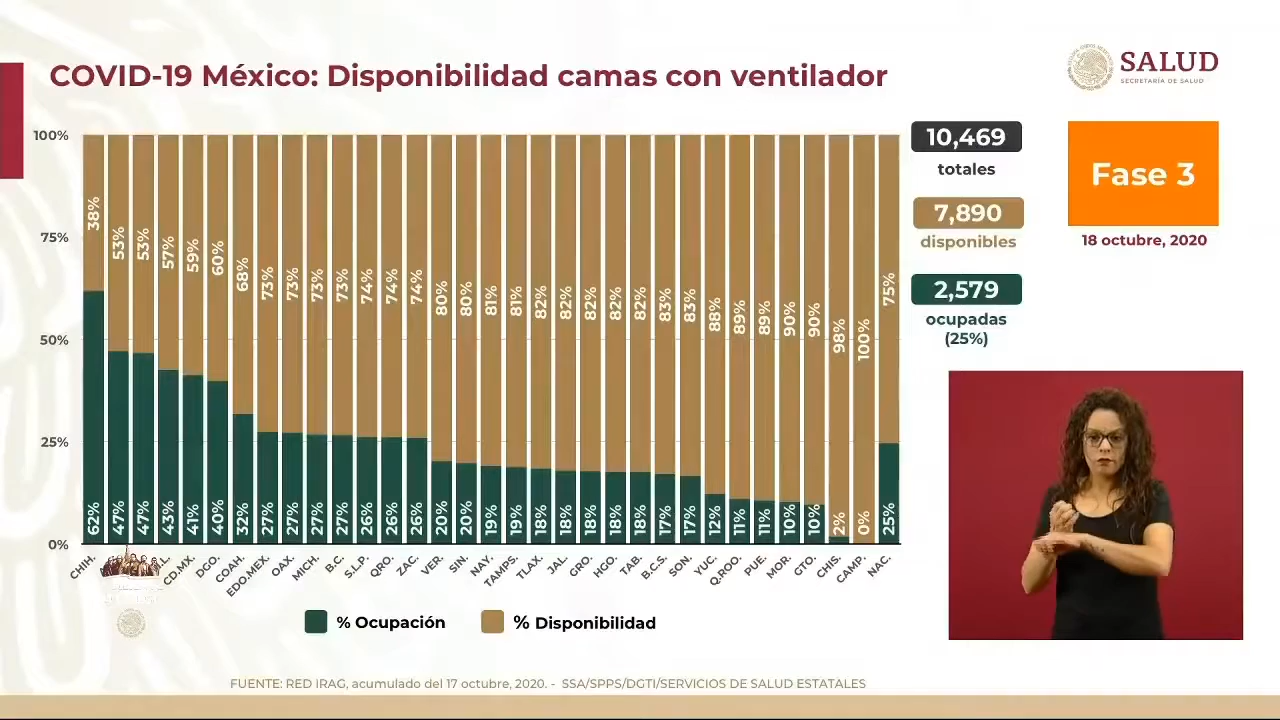 COVID-19 México: Disponibilidad camas con ventilador
SALUD
SECRETARÍA DE SALUD
100%
75%
50%
25%
0%
38% 53% 53% 57% 59% 60% 68% 73% 73% 73% 73% 74% 74% 74% 80% 80% 81% 81% 82% 82% 82% 82% 82% 83% 83% 88% 89% 89% 90% 90% 98% 100% 75%
62% 47% 47% 43% 41% 40% 32% 27% 27% 27% 27% 26% 26% 26% 20% 20% 19% 19% 18% 18% 18% 18% 18% 17% 17% 12% 11% 11% 10% 10% 2% 0% 25%
CHIH. CD.MX. DGO. COAH. EDO.MEX. OAX. MICH. B.C. S.L.P. QRO. ZAC. VER. SIN. NAY. TAMPS. TLAX. JAL. GRO. HGO. TAB. B.C.S. SON. YUC. Q.ROO. PUE. MOR. GTO. CHIS. CAMP. NAC.
% Ocupación
% Disponibilidad
10,469
totales
7,890
disponibles
2,579
ocupadas
(25%)
Fase 3
18 octubre, 2020
FUENTE: RED IRAG, acumulado del 17 octubre, 2020. - SSA/SPPS/DGTI/SERVICIOS DE SALUD ESTATALES